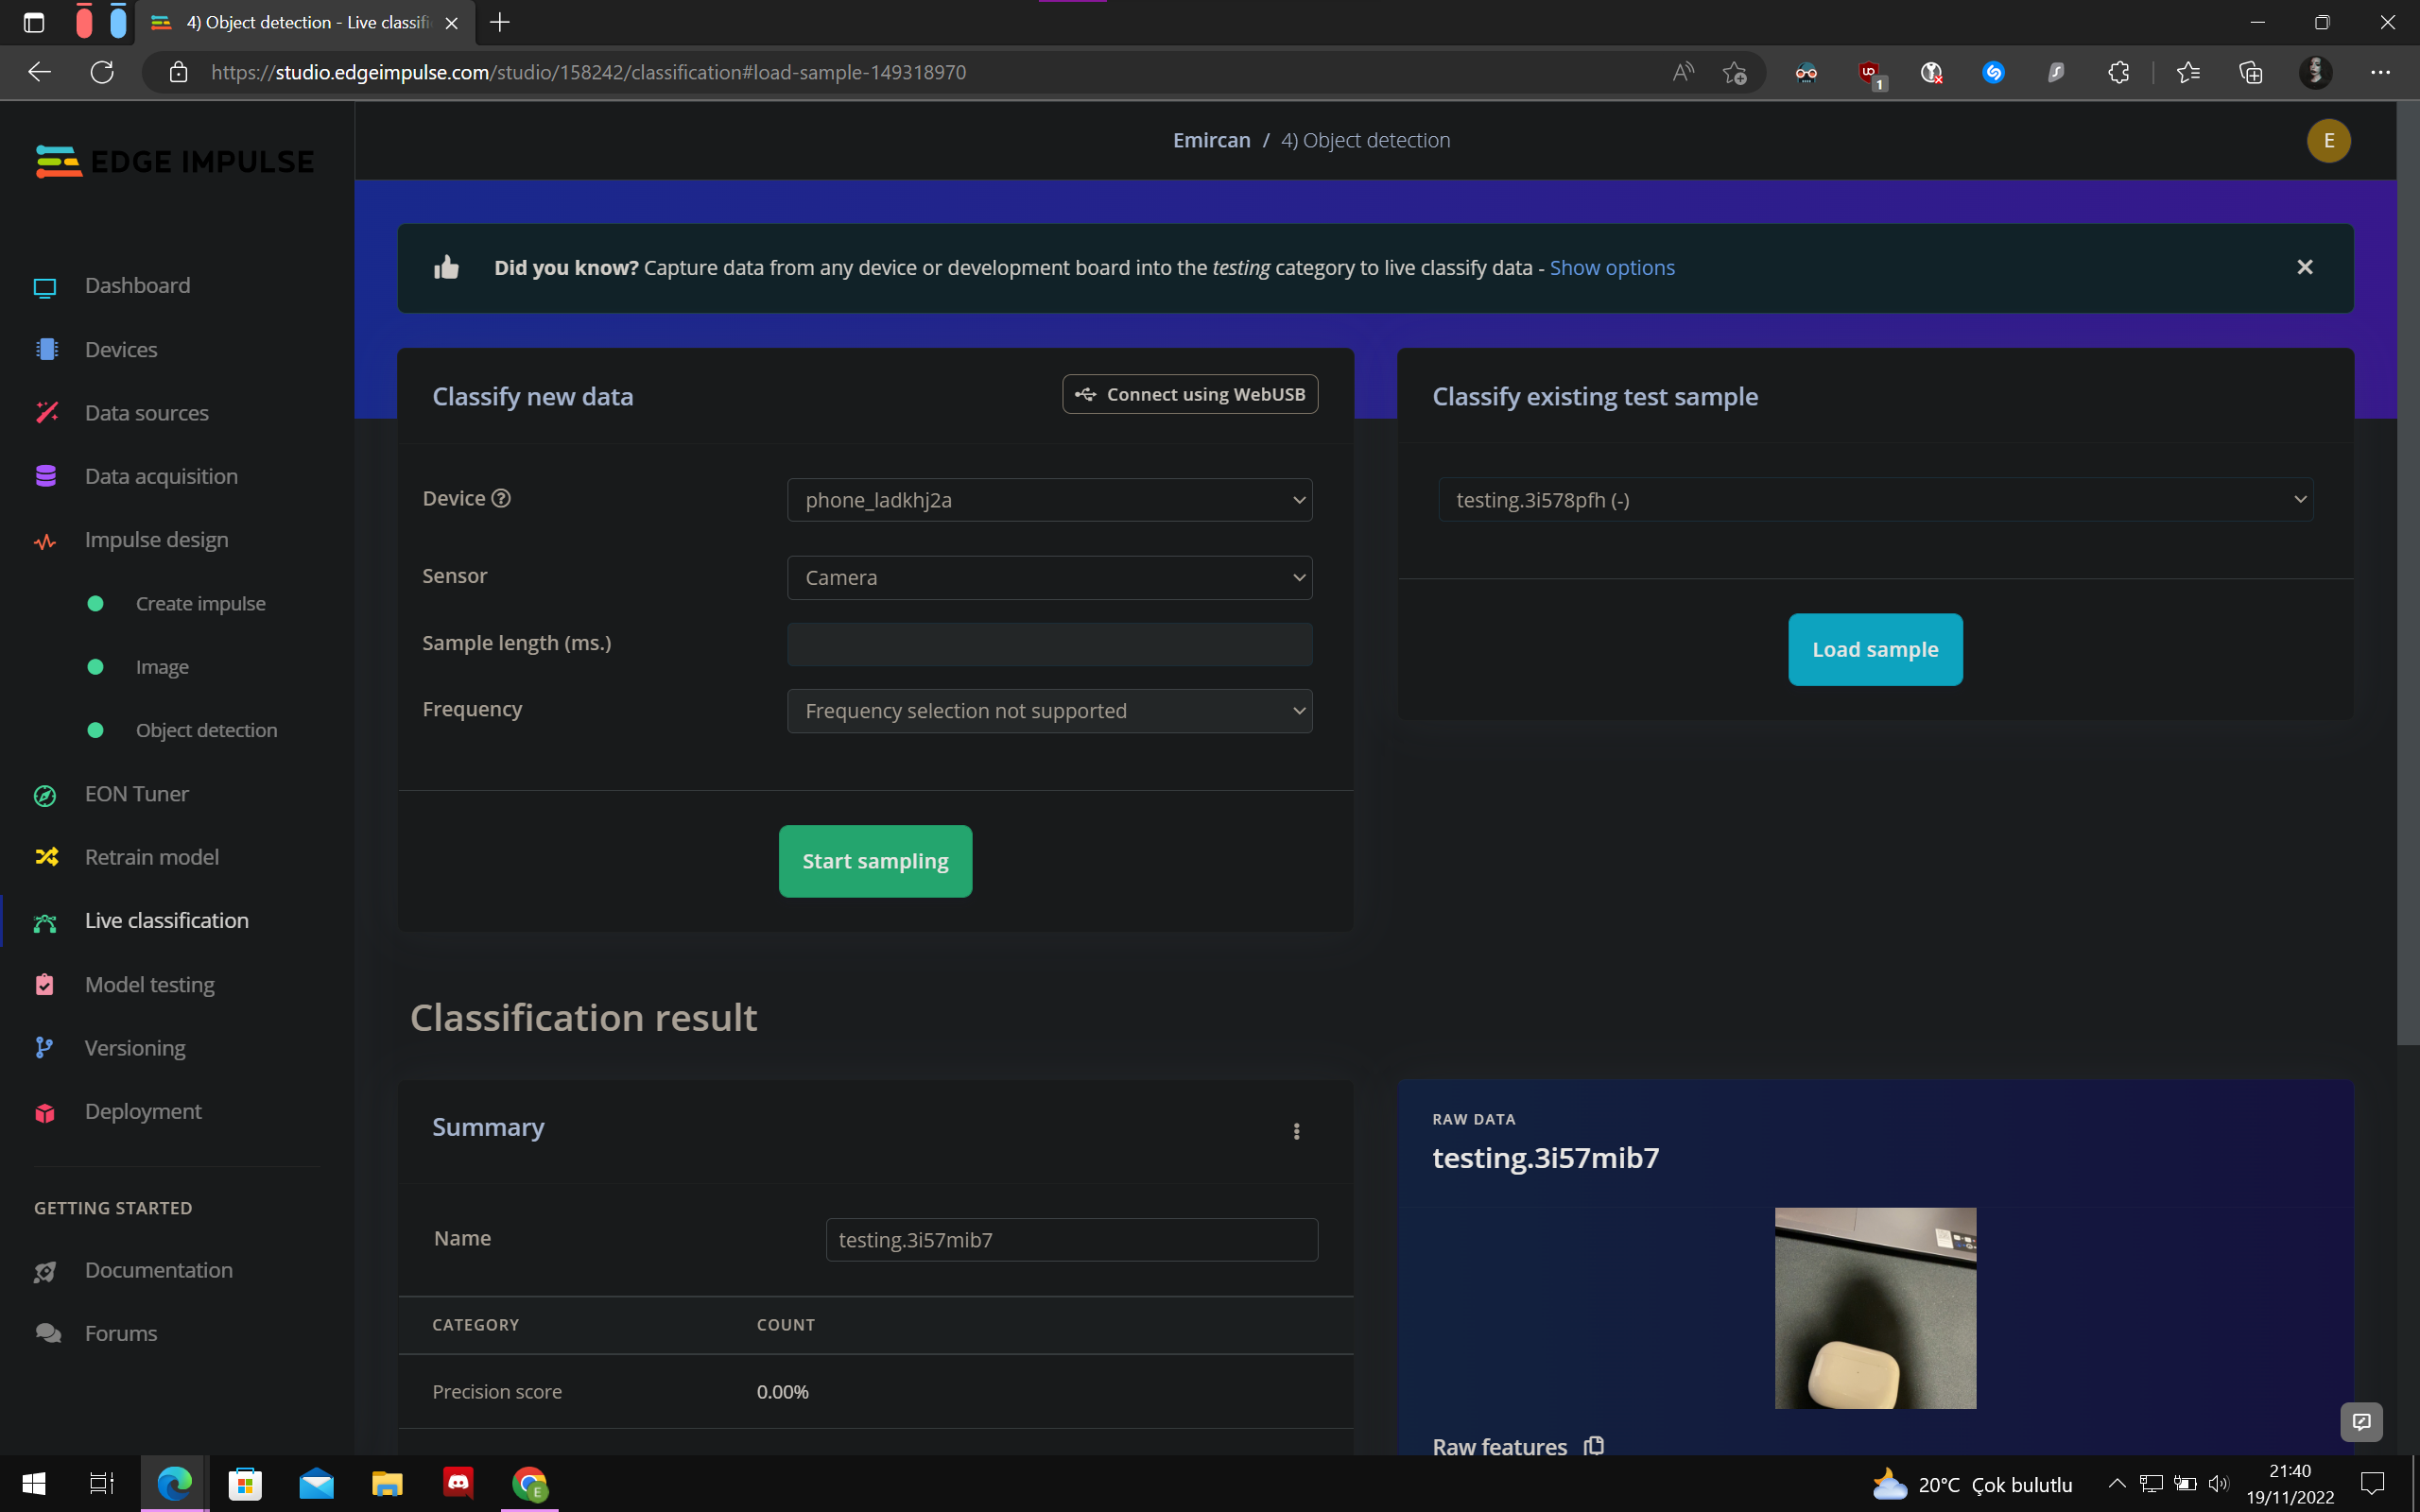 4) Object detection - Live classifi
https://studio.edgeimpulse.com/studio/158242/classification#load-sample-149318970
1
EDGE IMPULSE
Emircan / 4) Object detection
E
Did you know? Capture data from any device or development board into the testing category to live classify data - Show options
Dashboard
Devices
Data sources
Data acquisition
Impulse design
Create impulse
Image
Object detection
EON Tuner
Retrain model
Live classification
Model testing
Versioning
Deployment
GETTING STARTED
Documentation
Forums
Classify new data
Connect using WebUSB
Device
phone_ladkhj2a
Sensor
Camera
Sample length (ms.)
Frequency
Frequency selection not supported
Start sampling
Classify existing test sample
testing.3i578pfh (-)
Load sample
Classification result
Summary
Name
testing.3i57mib7
CATEGORY COUNT
Precision score 0.00%
RAW DATA
testing.3i57mib7
Raw features
E
20°C Çok bulutlu
21:40
19/11/2022